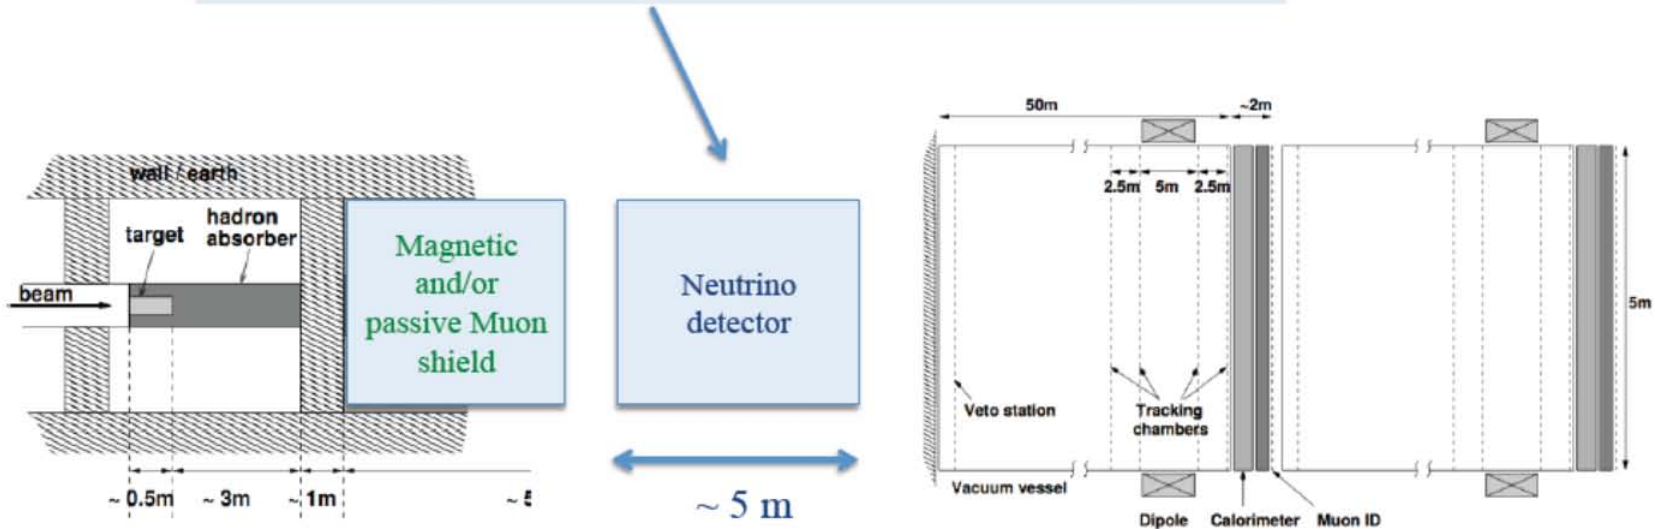 wall / earth
hadron
absorber
target
beam
~ 0.5m
~ 3m
~ 1m
Magnetic
and/or
passive Muon
shield
Neutrino
detector
~ 5 m
50m
~2m
2.5m
5m
2.5m
5m
Veto station
Tracking
chambers
Vacuum vessel
Dipole
Calorimeter
Muon ID